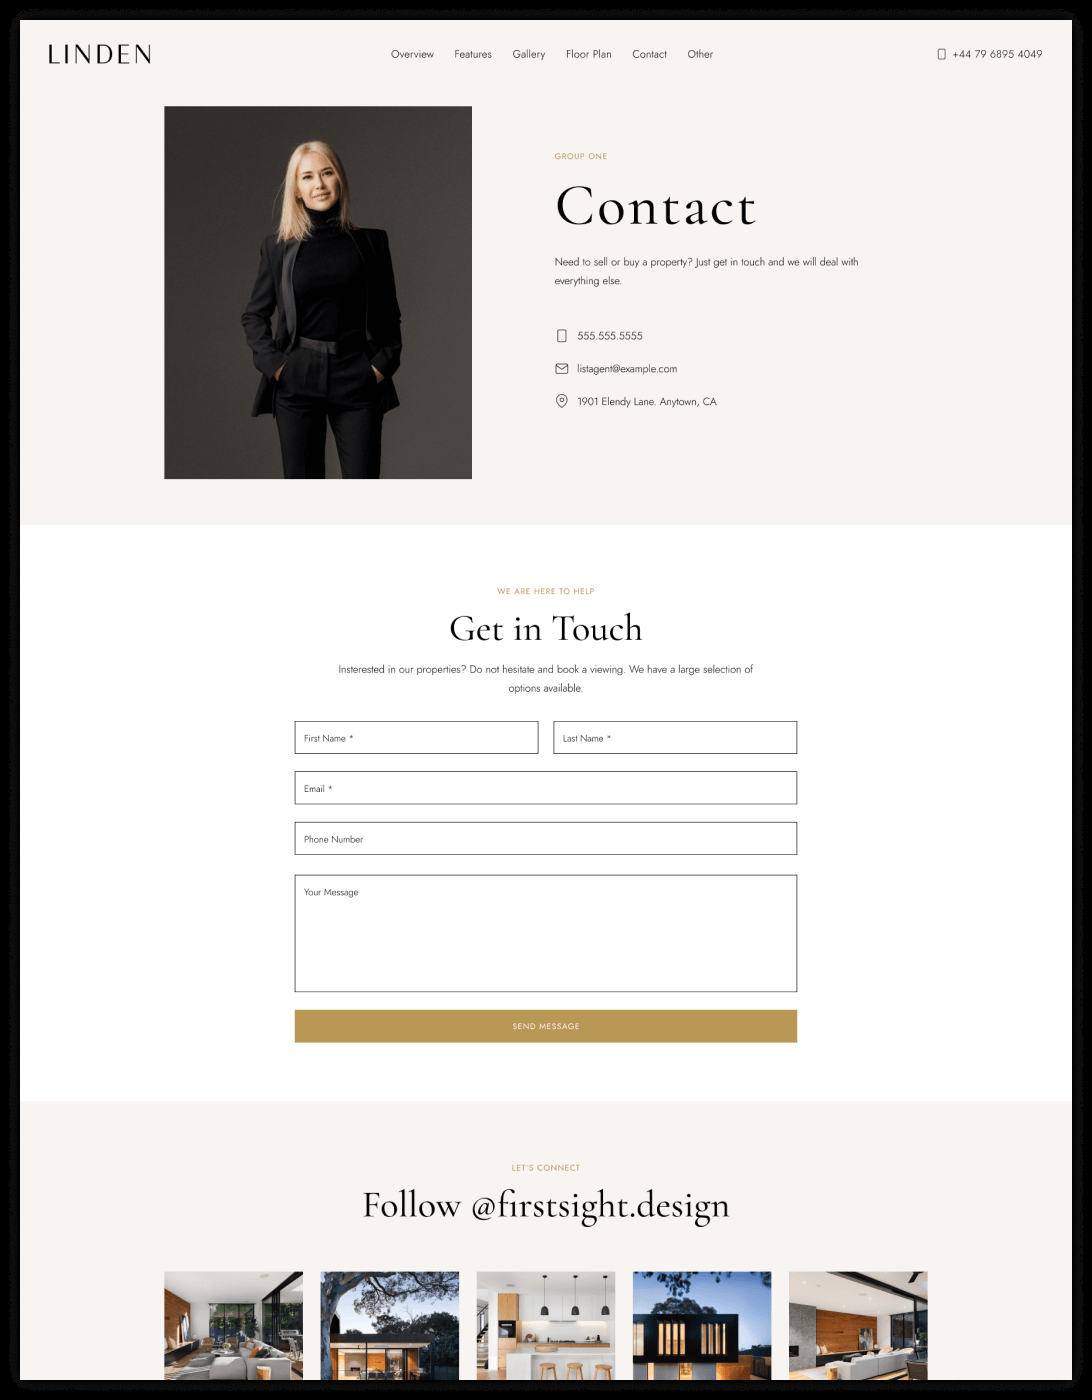 LINDEN
Overview Features Gallery Floor Plan Contact Other
+44 79 6895 4049
GROUP ONE
Contact
Need to sell or buy a property? Just get in touch and we will deal with
everything else.
555.555.5555
listagent@example.com
1901 Elendy Lane. Anytown, CA
WE ARE HERE TO HELP
Get in Touch
Insterested in our properties? Do not hesitate and book a viewing. We have a large selection of
options available.
First Name *
Last Name *
Email *
Phone Number
Your Message
SEND MESSAGE
LET'S CONNECT
Follow @firstsight.design